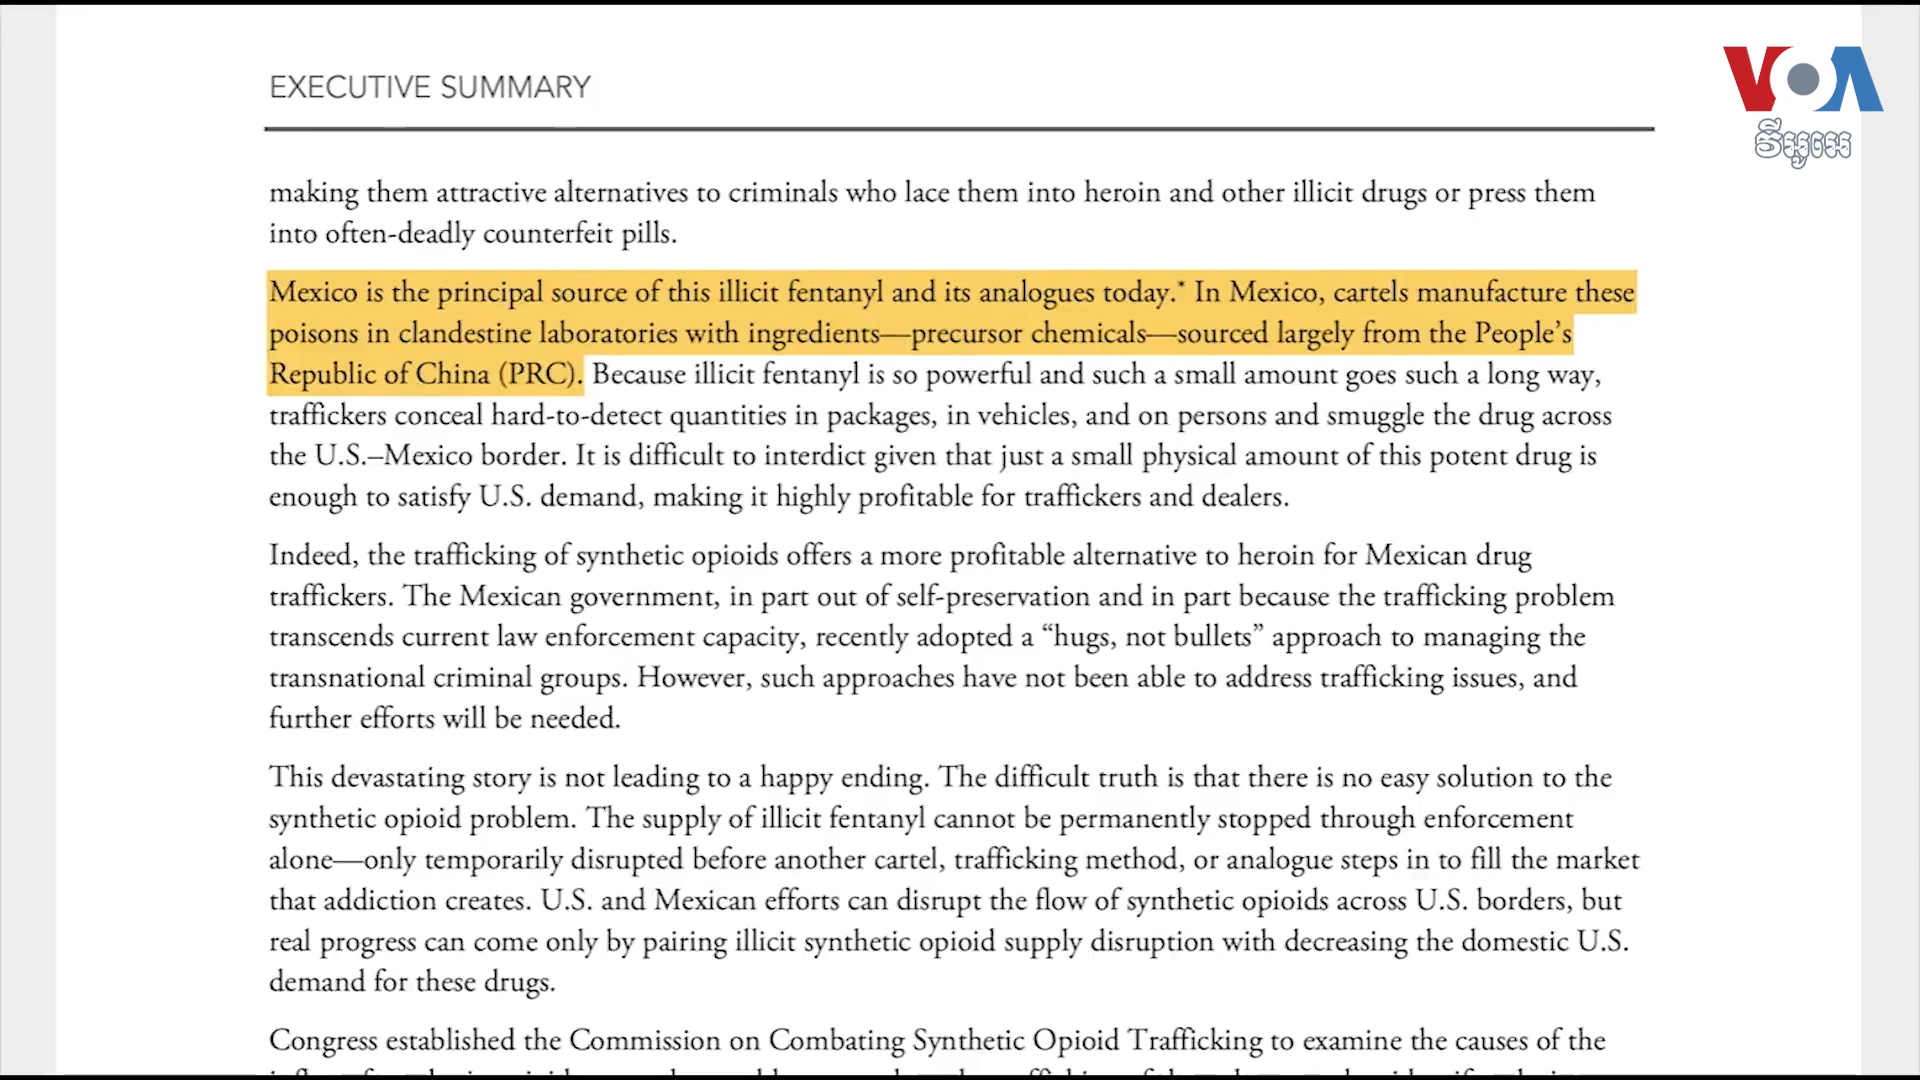 EXECUTIVE SUMMARY
VOA
វីអូអេ
making them attractive alternatives to criminals who lace them into heroin and other illicit drugs or press them
into often-deadly counterfeit pills.
Mexico is the principal source of this illicit fentanyl and its analogues today.* In Mexico, cartels manufacture these
poisons in clandestine laboratories with ingredients—precursor chemicals—sourced largely from the People’s
Republic of China (PRC). Because illicit fentanyl is so powerful and such a small amount goes such a long way,
traffickers conceal hard-to-detect quantities in packages, in vehicles, and on persons and smuggle the drug across
the U.S.–Mexico border. It is difficult to interdict given that just a small physical amount of this potent drug is
enough to satisfy U.S. demand, making it highly profitable for traffickers and dealers.
Indeed, the trafficking of synthetic opioids offers a more profitable alternative to heroin for Mexican drug
traffickers. The Mexican government, in part out of self-preservation and in part because the trafficking problem
transcends current law enforcement capacity, recently adopted a “hugs, not bullets” approach to managing the
transnational criminal groups. However, such approaches have not been able to address trafficking issues, and
further efforts will be needed.
This devastating story is not leading to a happy ending. The difficult truth is that there is no easy solution to the
synthetic opioid problem. The supply of illicit fentanyl cannot be permanently stopped through enforcement
alone—only temporarily disrupted before another cartel, trafficking method, or analogue steps in to fill the market
that addiction creates. U.S. and Mexican efforts can disrupt the flow of synthetic opioids across U.S. borders, but
real progress can come only by pairing illicit synthetic opioid supply disruption with decreasing the domestic U.S.
demand for these drugs.
Congress established the Commission on Combating Synthetic Opioid Trafficking to examine the causes of the